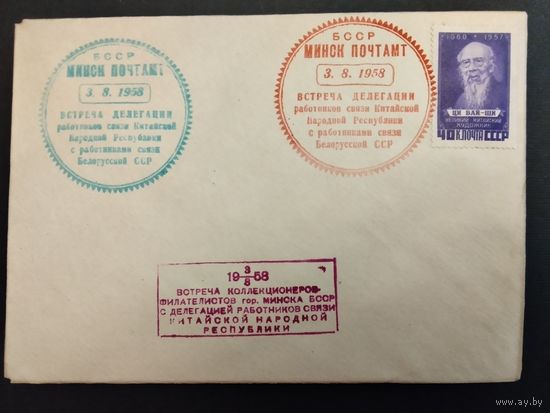 БССР
МИНСК ПОЧТАМТ
3. 8. 1958
ВСТРЕЧА ДЕЛЕГАЦИИ
работников связи Китайской
Народной Республики
с работниками связи
Белорусской ССР
БССР
МИНСК ПОЧТАМТ
3. 8. 1958
ВСТРЕЧА ДЕЛЕГАЦИИ
работников связи Китайской
Народной Республики
с работниками связи
Белорусской ССР
1860 • 1957
ЦИ БАЙ-ШИ
ВЕЛИКИЙ КИТАЙСКИЙ
ХУДОЖНИК
40 К ПОЧТА СССР
19 3/8 58
ВСТРЕЧА КОЛЛЕКЦИОНЕРОВ-
ФИЛАТЕЛИСТОВ гор. МИНСКА БССР
С ДЕЛЕГАЦИЕЙ РАБОТНИКОВ СВЯЗИ
КИТАЙСКОЙ НАРОДНОЙ
РЕСПУБЛИКИ
www.ay.by